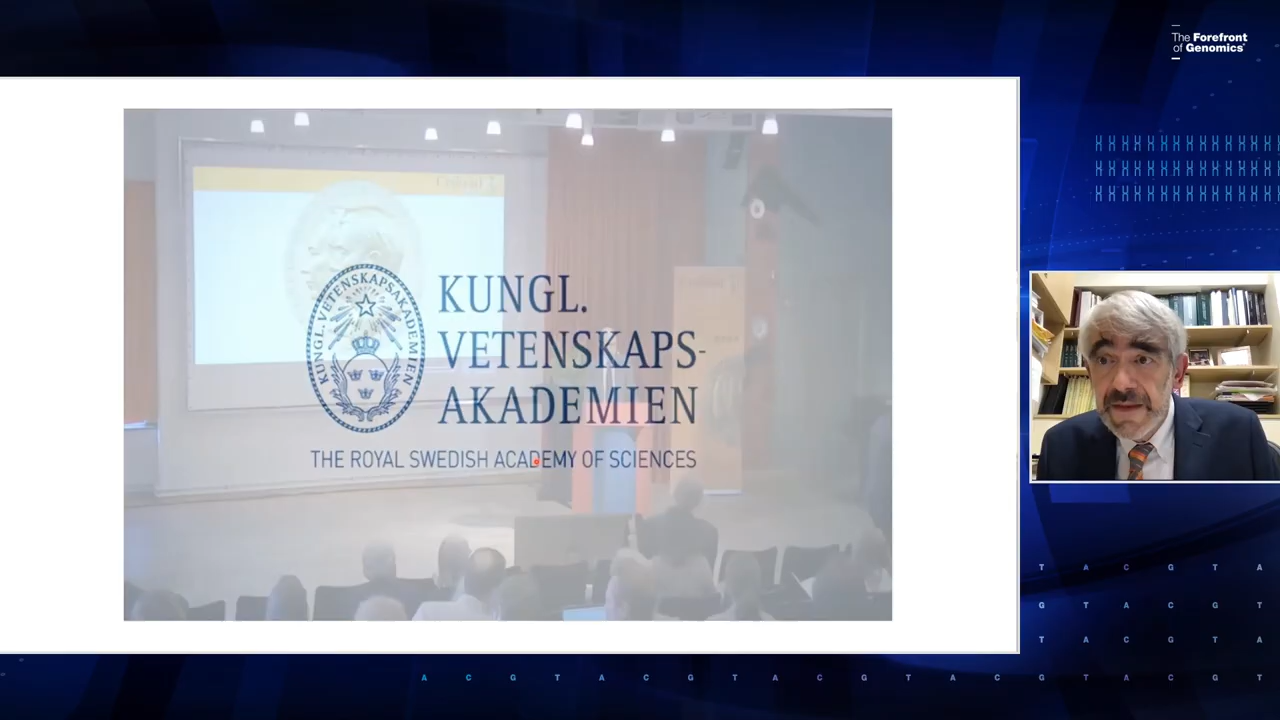 The Forefront
of Genomics®
KUNGL. VETENSKAPSAKADEMIEN
KUNGL.
VETENSKAPS-
AKADEMIEN
THE ROYAL SWEDISH ACADEMY OF SCIENCES
T A C G T A
G T A C G T
T A C G T A
A C G T A C G T A C G T A C G T A C G T